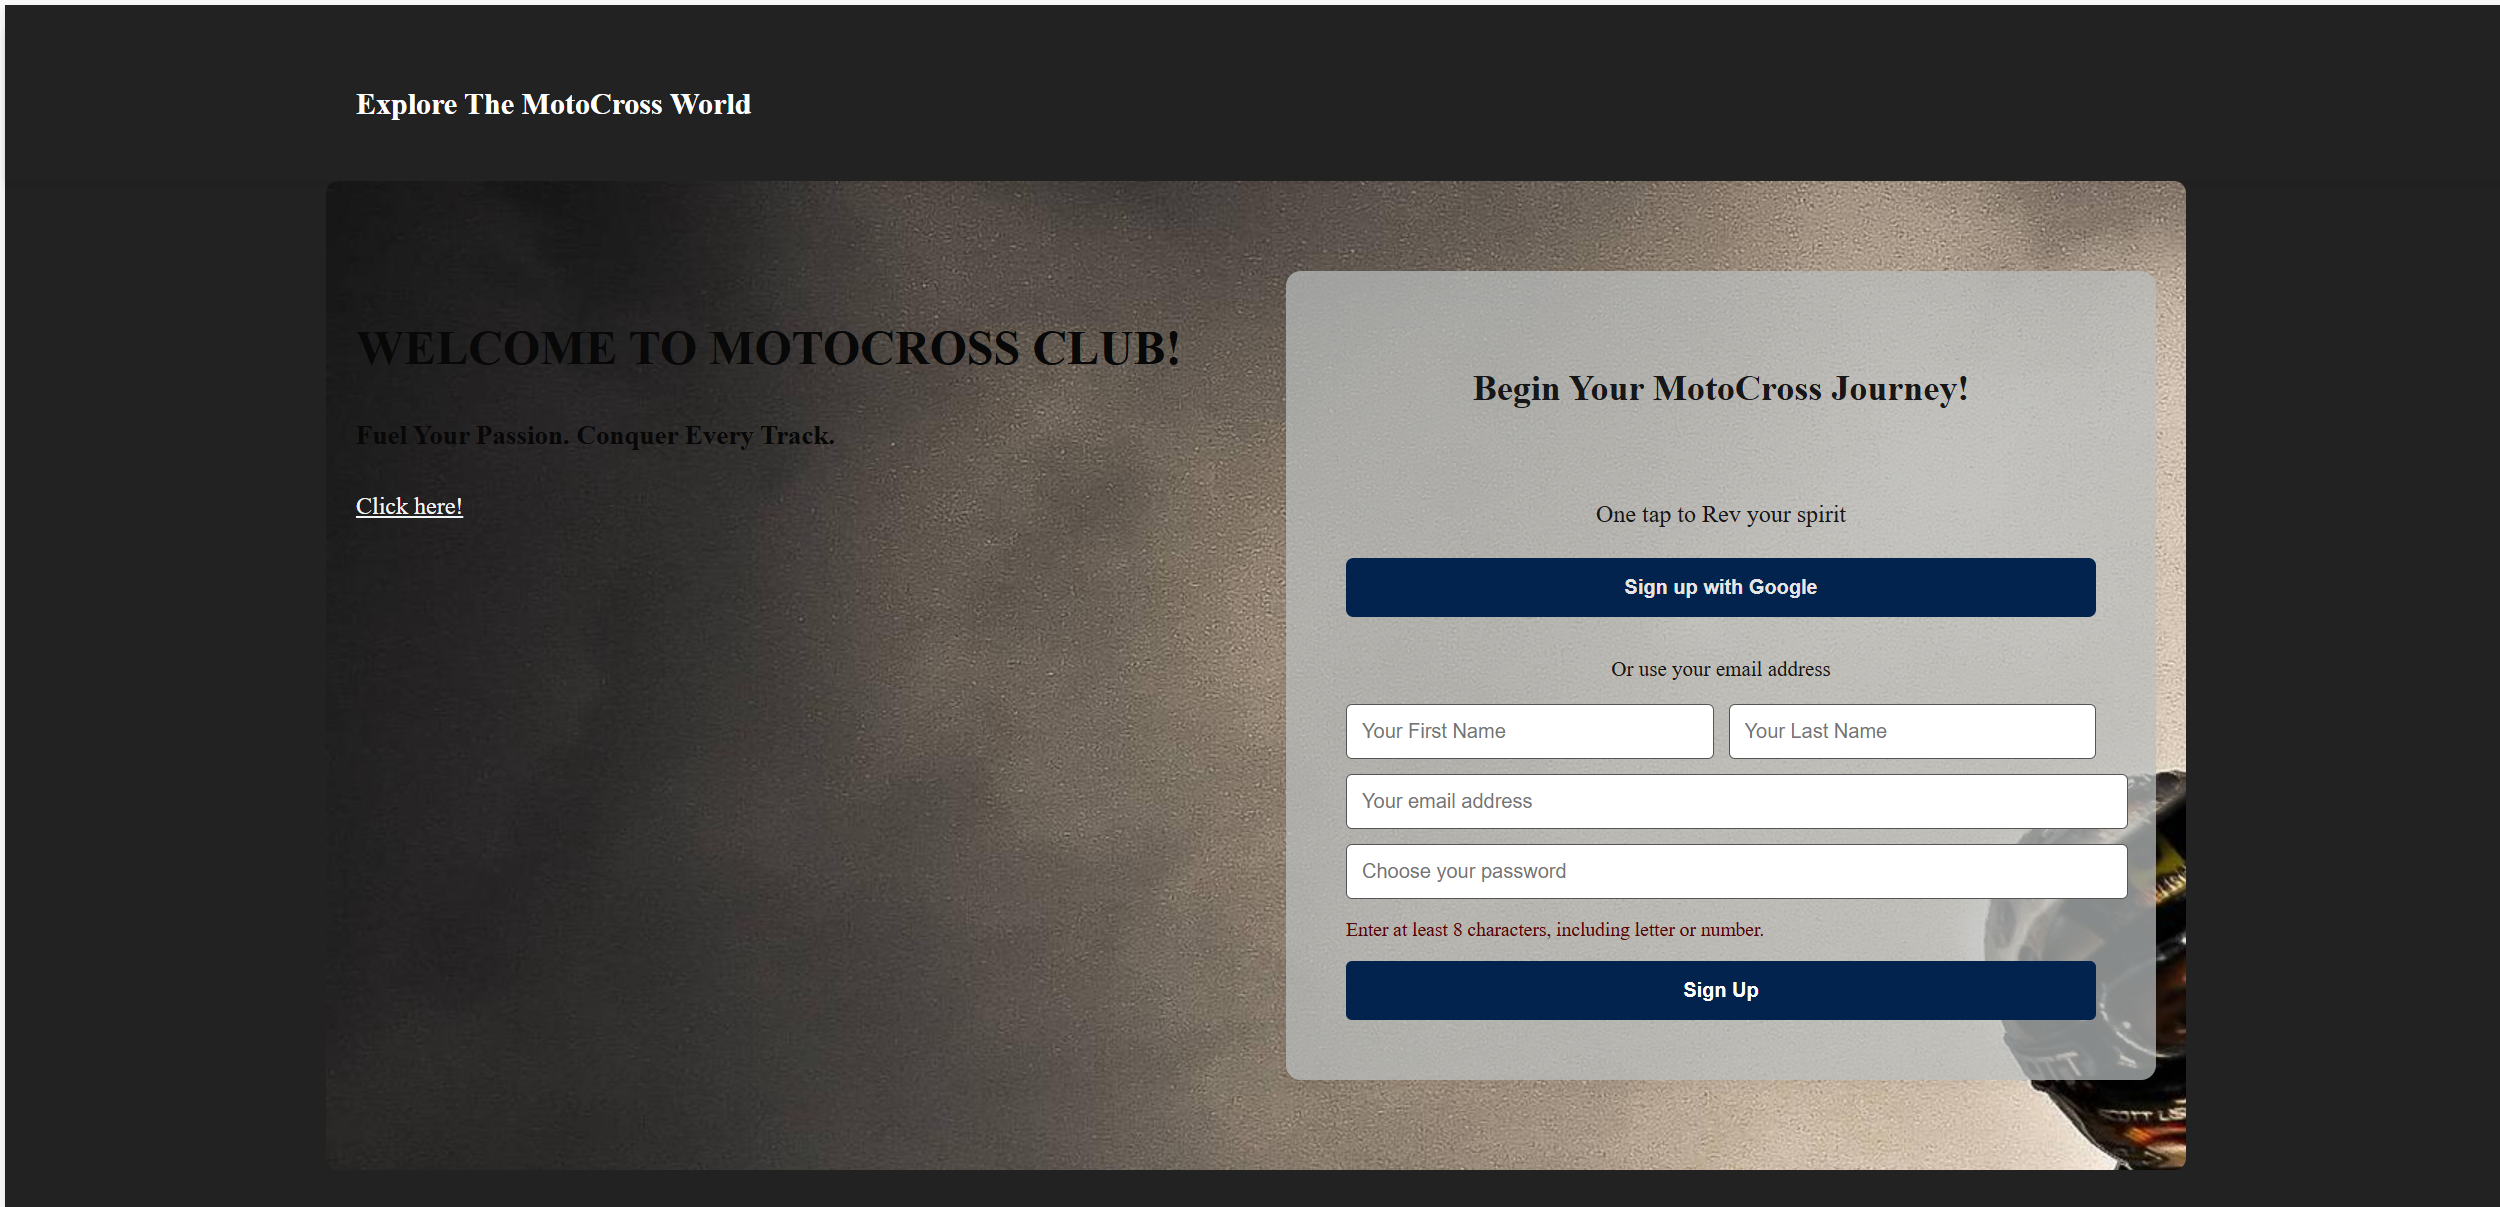 Explore The MotoCross World
WELCOME TO MOTOCROSS CLUB!
Fuel Your Passion. Conquer Every Track.
Click here!
Begin Your MotoCross Journey!
One tap to Rev your spirit
Sign up with Google
Or use your email address
Your First Name
Your Last Name
Your email address
Choose your password
Enter at least 8 characters, including letter or number.
Sign Up
SCOTT